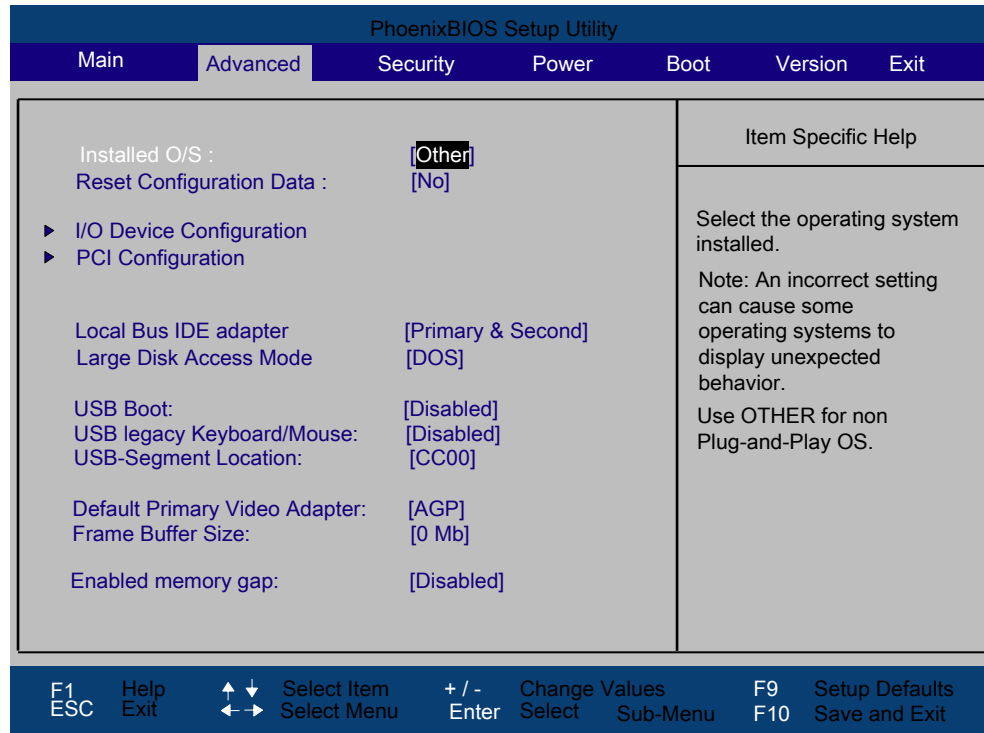 PhoenixBIOS Setup Utility
Main Advanced Security Power Boot Version Exit
Installed O/S : [Other]
Reset Configuration Data : [No]
I/O Device Configuration
PCI Configuration
Local Bus IDE adapter [Primary & Second]
Large Disk Access Mode [DOS]
USB Boot: [Disabled]
USB legacy Keyboard/Mouse: [Disabled]
USB-Segment Location: [CC00]
Default Primary Video Adapter: [AGP]
Frame Buffer Size: [0 Mb]
Enabled memory gap: [Disabled]
Item Specific Help
Select the operating system
installed.
Note: An incorrect setting
can cause some
operating systems to
display unexpected
behavior.
Use OTHER for non
Plug-and-Play OS.
F1 Help Select Item + / - Change Values F9 Setup Defaults
ESC Exit Select Menu Enter Select Sub-Menu F10 Save and Exit